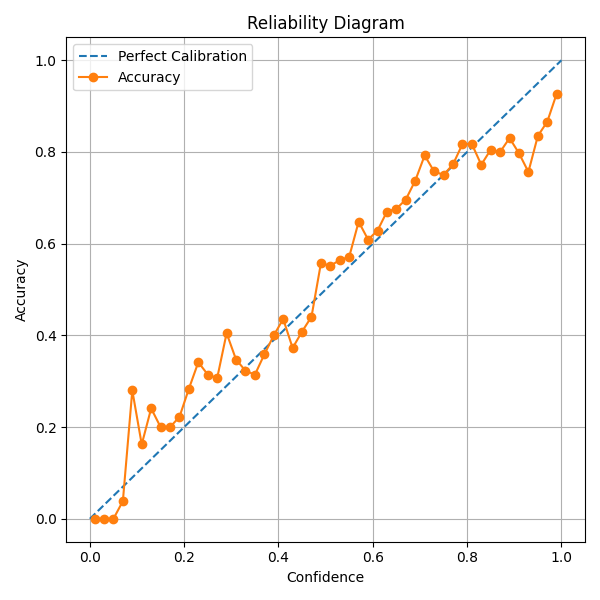 Reliability Diagram
Perfect Calibration
Accuracy
1.0
0.8
0.6
0.4
0.2
0.0
Accuracy
0.0 0.2 0.4 0.6 0.8 1.0
Confidence